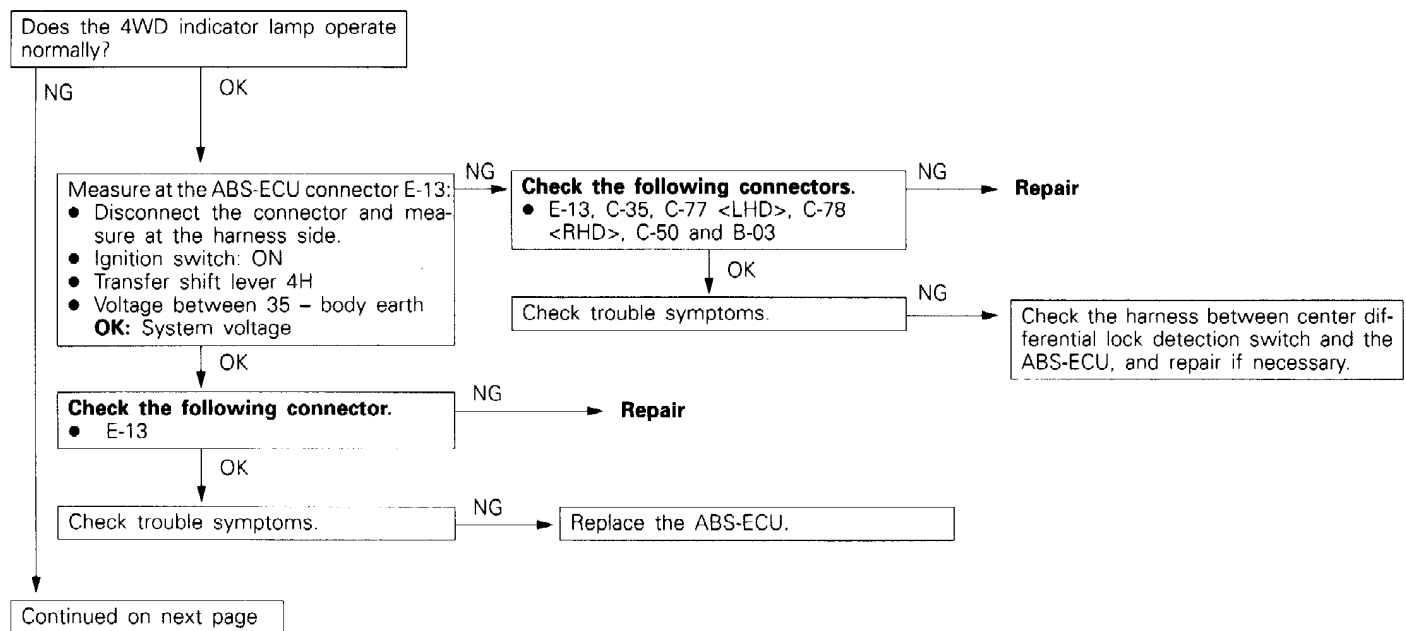 Does the 4WD indicator lamp operate
normally?
NG
OK
Measure at the ABS-ECU connector E-13:
● Disconnect the connector and mea-
sure at the harness side.
● Ignition switch: ON
● Transfer shift lever 4H
● Voltage between 35 – body earth
OK: System voltage
NG
Check the following connectors.
● E-13, C-35, C-77 <LHD>, C-78
<RHD>, C-50 and B-03
NG
Repair
OK
Check trouble symptoms.
NG
Check the harness between center dif-
ferential lock detection switch and the
ABS-ECU, and repair if necessary.
OK
Check the following connector.
● E-13
NG
Repair
OK
Check trouble symptoms.
NG
Replace the ABS-ECU.
Continued on next page